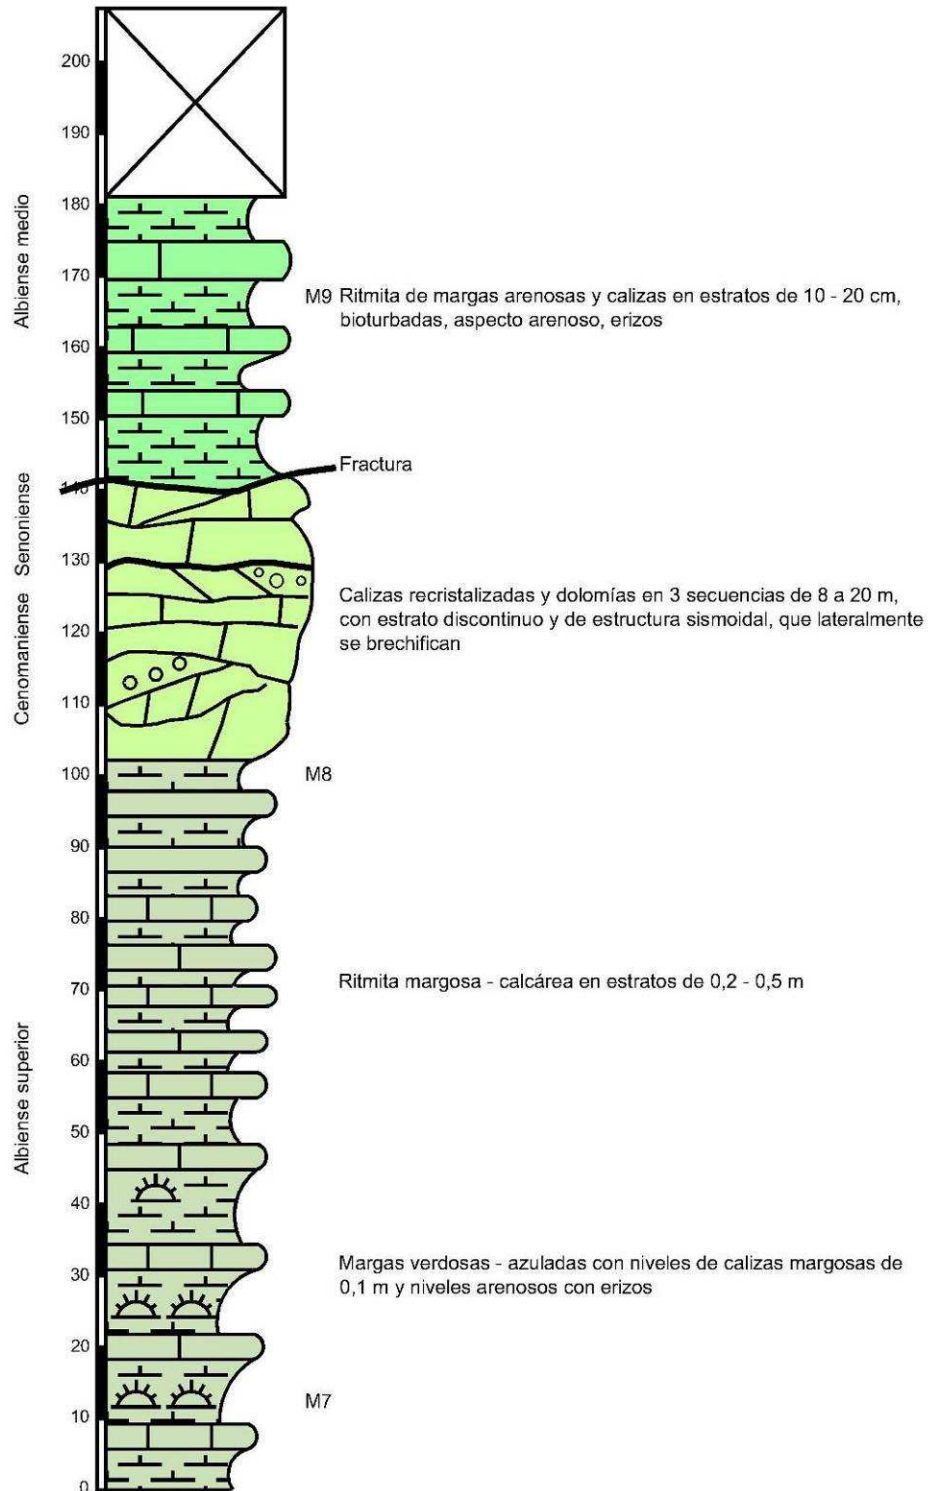 200
190
180
170
160
150
140
130
120
110
100
90
80
70
60
50
40
30
20
10
0
Albiense medio
Senoniense
Cenomaniense
Albiense superior
M9 Ritmita de margas arenosas y calizas en estratos de 10 - 20 cm,
bioturbadas, aspecto arenoso, erizos
Fractura
Calizas recristalizadas y dolomías en 3 secuencias de 8 a 20 m,
con estrato discontinuo y de estructura sismoidal, que lateralmente
se brechifican
M8
Ritmita margosa - calcárea en estratos de 0,2 - 0,5 m
Margas verdosas - azuladas con niveles de calizas margosas de
0,1 m y niveles arenosos con erizos
M7